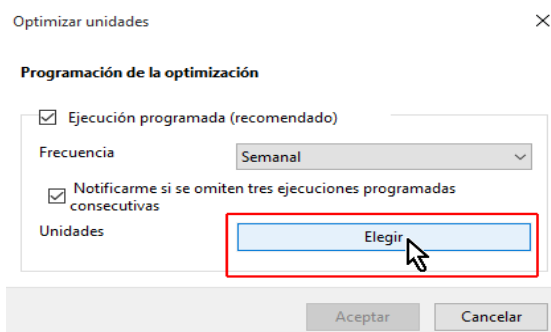 Optimizar unidades
Programación de la optimización
Ejecución programada (recomendado)
Frecuencia
Semanal
Notificarme si se omiten tres ejecuciones programadas
consecutivas
Unidades
Elegir
Aceptar
Cancelar